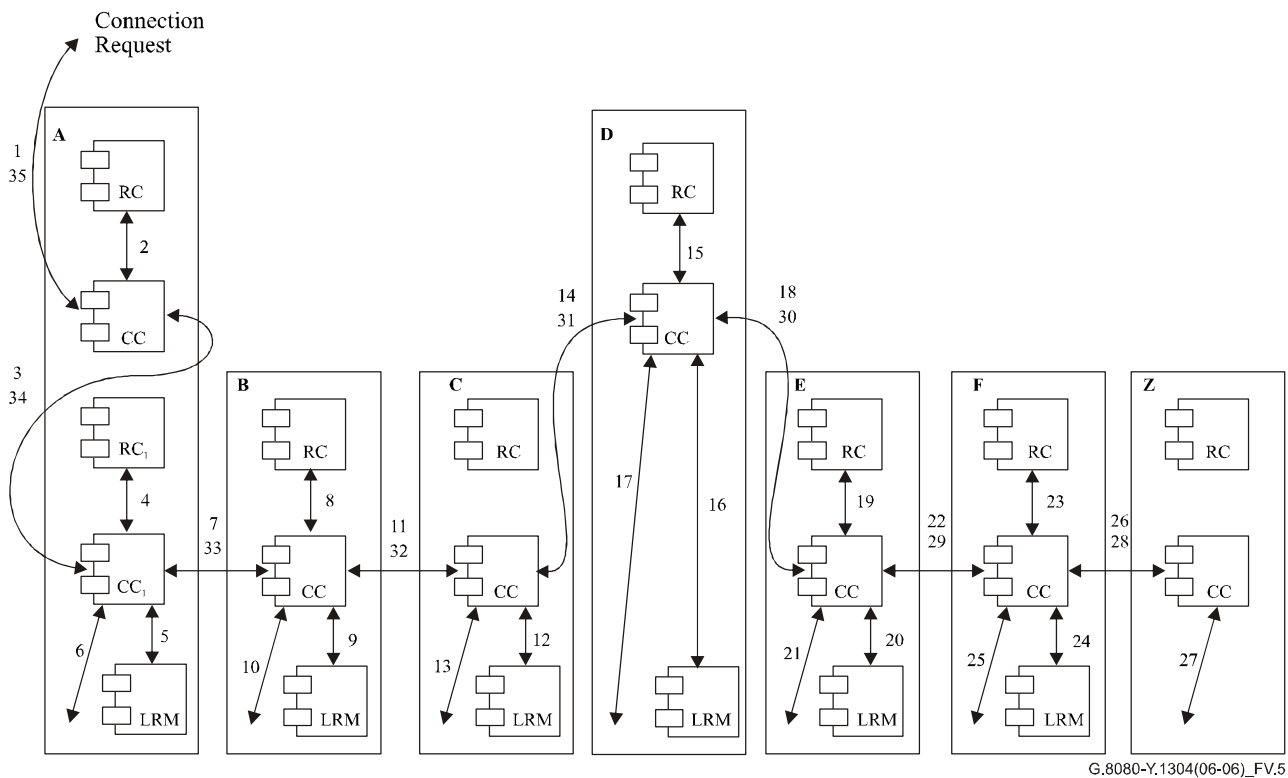 Connection
Request
1
35
A
RC
2
CC
3
34
RC₁
4
CC₁
6
5
LRM
7
33
B
RC
8
CC
10
9
LRM
11
32
C
RC
CC
13
12
LRM
14
31
D
RC
15
CC
17
16
LRM
18
30
E
RC
19
CC
21
20
LRM
22
29
F
RC
23
CC
25
24
LRM
26
28
Z
RC
CC
27
G.8080-Y.1304(06-06)_FV.5